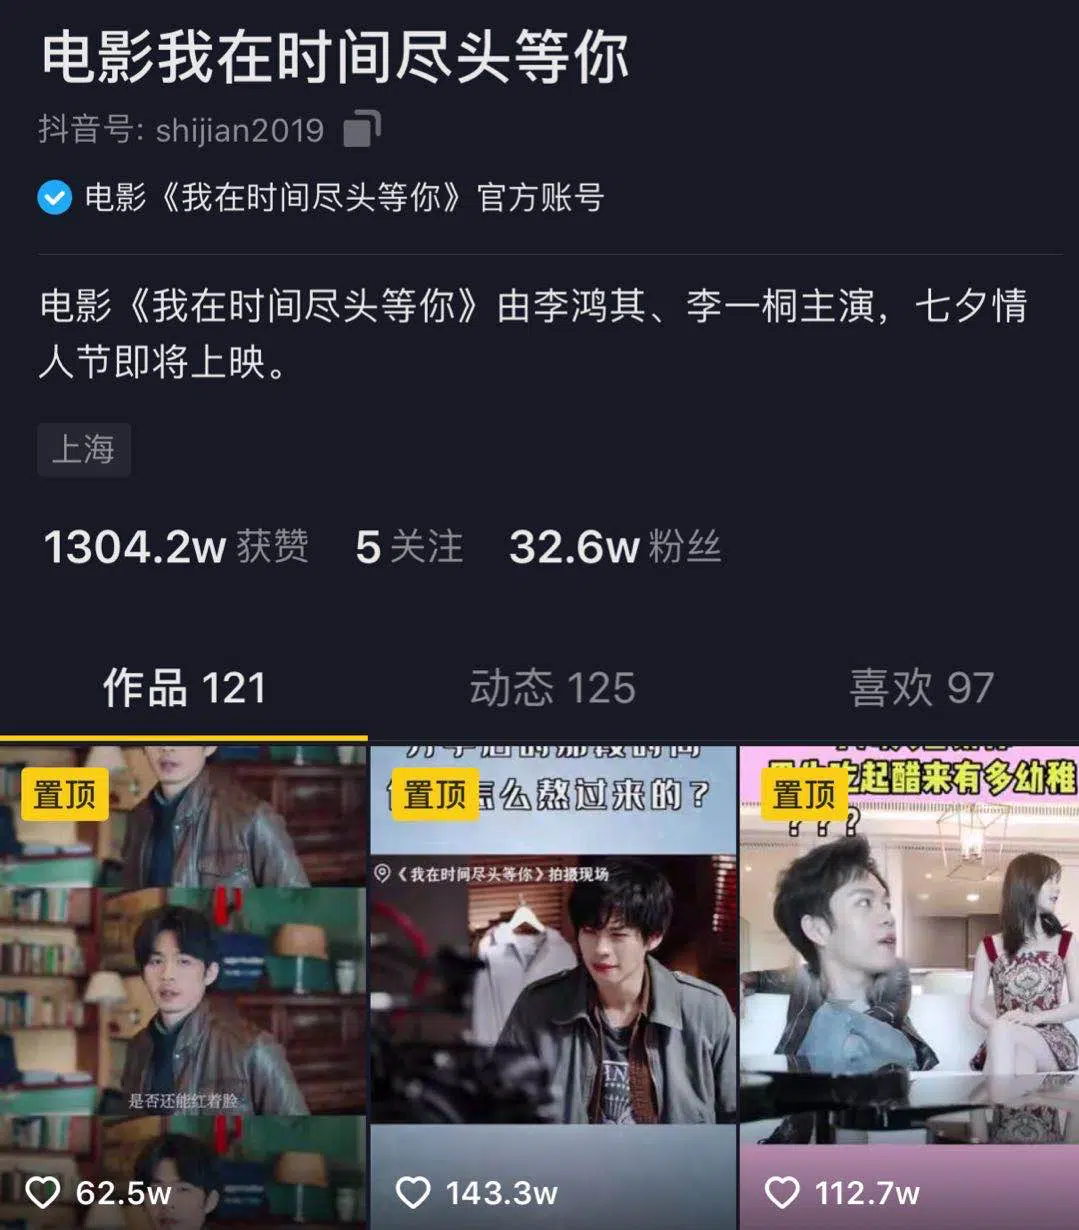 电影我在时间尽头等你
抖音号: shijian2019
电影《我在时间尽头等你》官方账号
电影《我在时间尽头等你》由李鸿其、李一桐主演，七夕情
人节即将上映。
上海
1304.2w 获赞 5 关注 32.6w 粉丝
作品 121 动态 125 喜欢 97
置顶
是否还能红着脸
62.5w
置顶
怎么熬过来的？
《我在时间尽头等你》拍摄现场
143.3w
置顶
起醋来有多幼稚
???
112.7w